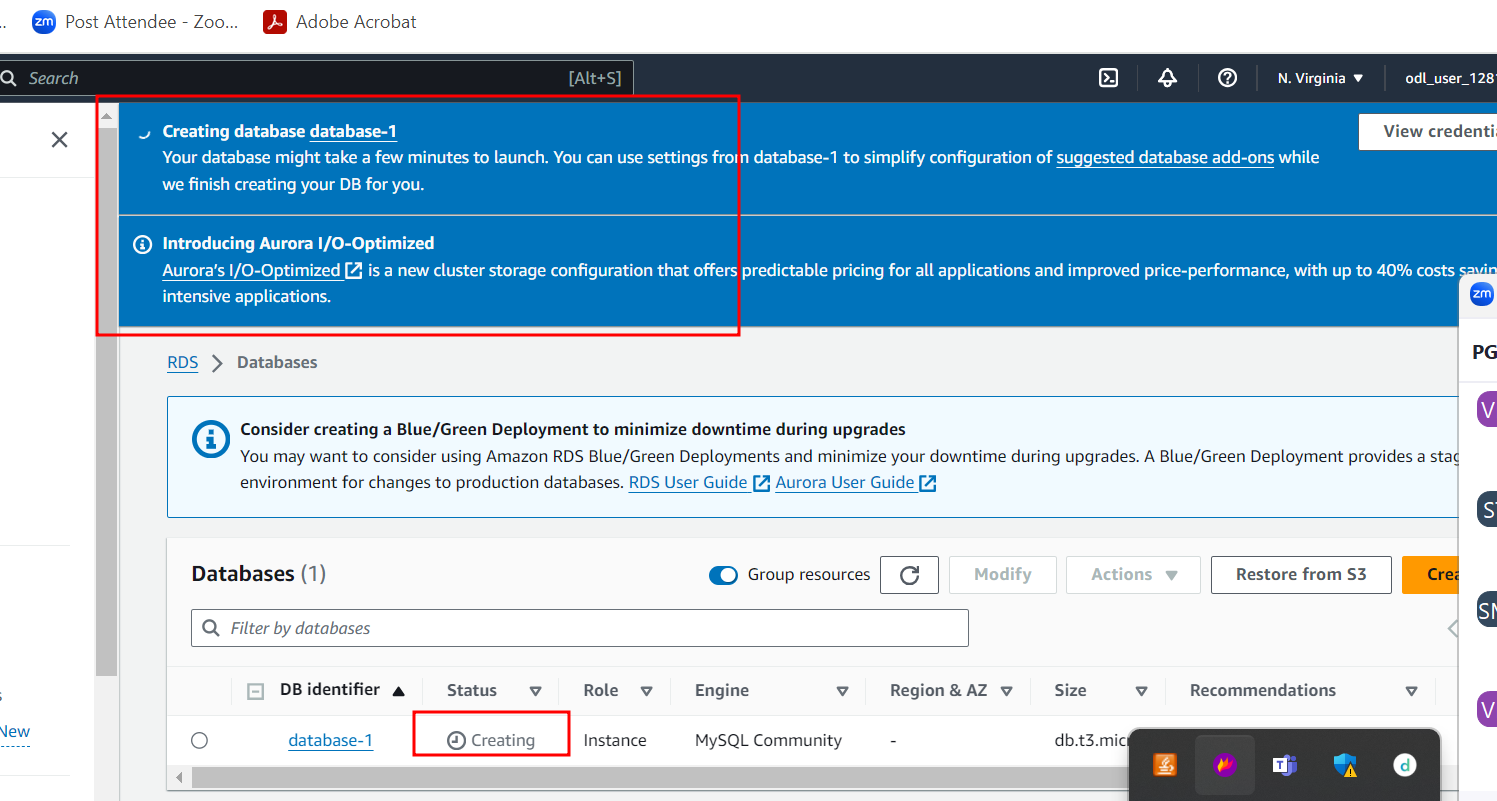 zm Post Attendee - Zoo... Adobe Acrobat
Search [Alt+S] N. Virginia odl_user_1281
Creating database database-1
View credentia
Your database might take a few minutes to launch. You can use settings from database-1 to simplify configuration of suggested database add-ons while
we finish creating your DB for you.
Introducing Aurora I/O-Optimized
Aurora's I/O-Optimized is a new cluster storage configuration that offers predictable pricing for all applications and improved price-performance, with up to 40% costs savin
intensive applications.
zm
PG
RDS Databases
V
Consider creating a Blue/Green Deployment to minimize downtime during upgrades
You may want to consider using Amazon RDS Blue/Green Deployments and minimize your downtime during upgrades. A Blue/Green Deployment provides a stag
environment for changes to production databases. RDS User Guide Aurora User Guide
Databases (1) Group resources Modify Actions Restore from S3 Crea
Filter by databases
DB identifier Status Role Engine Region & AZ Size Recommendations
New
database-1 Creating Instance MySQL Community - db.t3.micr
V
d